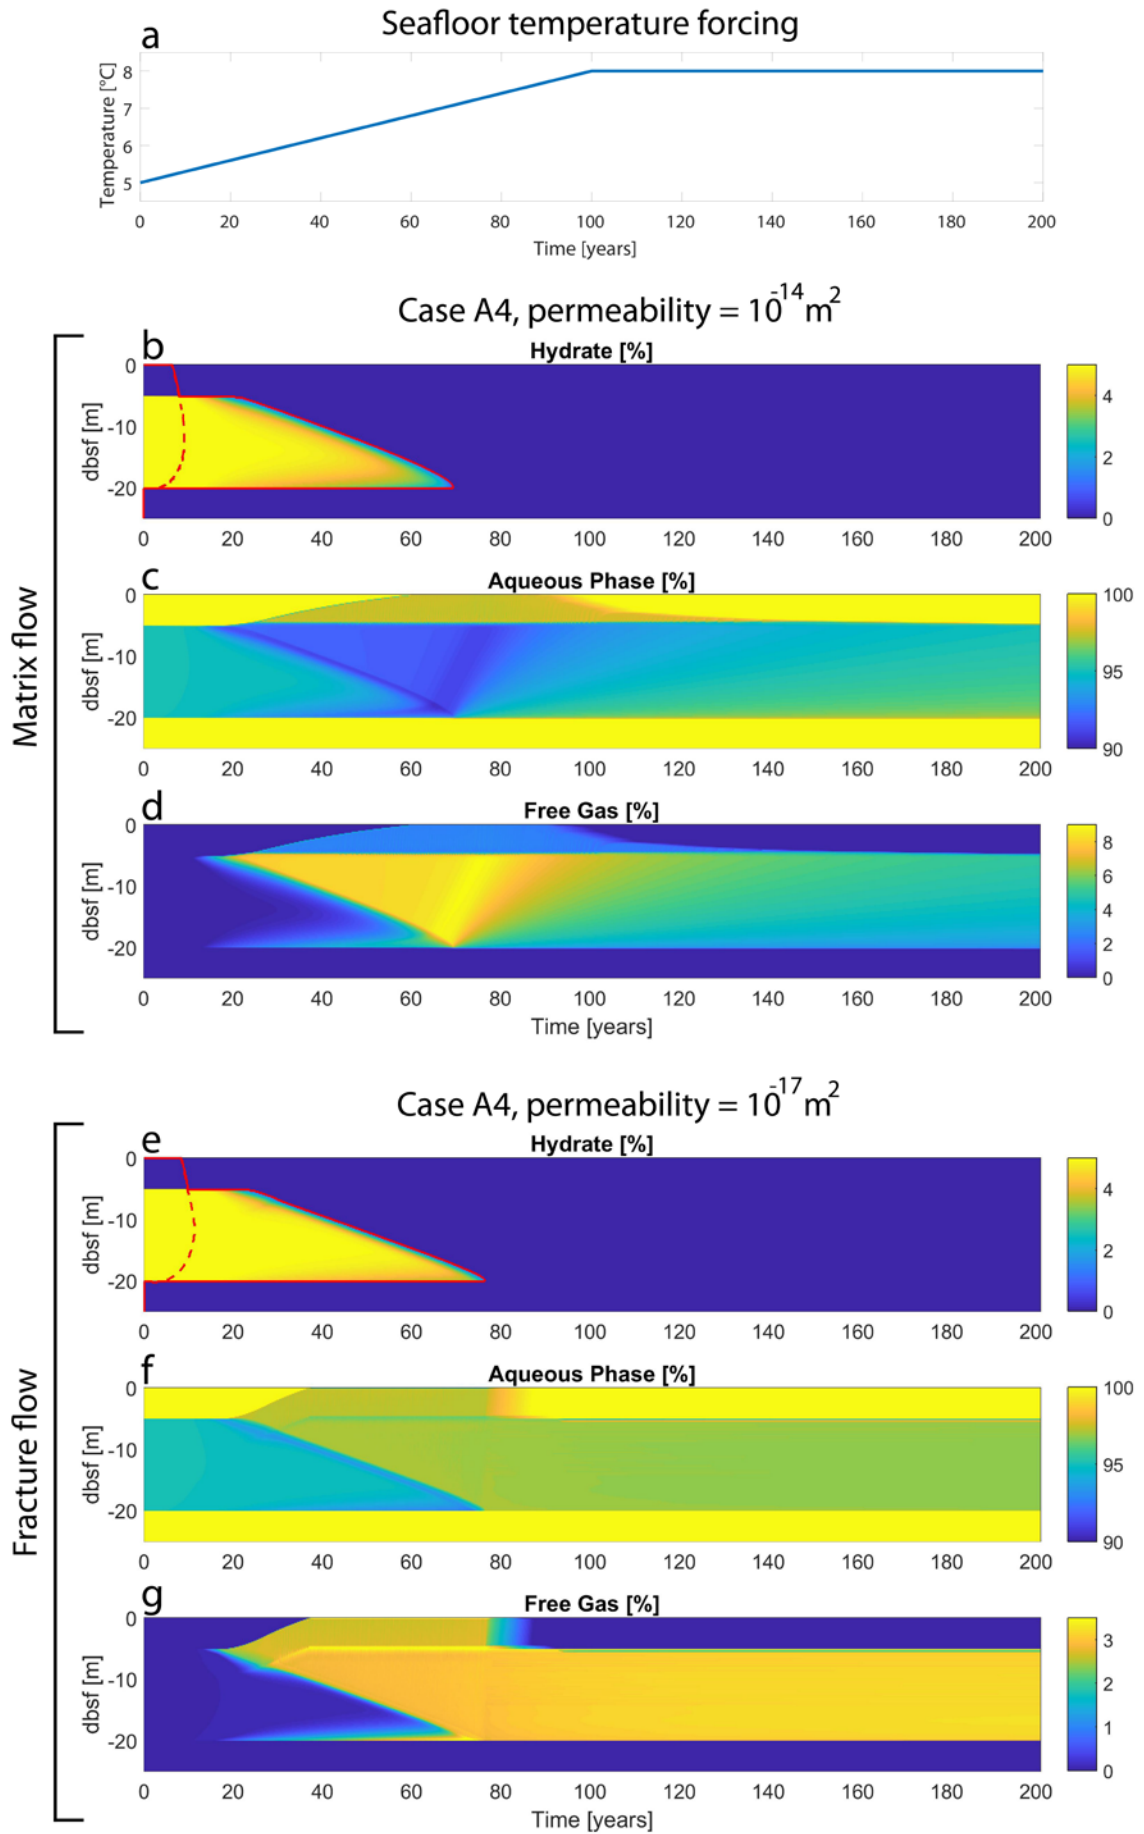 Seafloor temperature forcing
a
Temperature [°C]
8
7
6
5
0 20 40 60 80 100 120 140 160 180 200
Time [years]
Case A4, permeability = 10^-14 m^2
Matrix flow
b
Hydrate [%]
dbsf [m]
0
-10
-20
0 20 40 60 80 100 120 140 160 180 200
4
2
0
c
Aqueous Phase [%]
dbsf [m]
0
-10
-20
0 20 40 60 80 100 120 140 160 180 200
100
95
90
d
Free Gas [%]
dbsf [m]
0
-10
-20
0 20 40 60 80 100 120 140 160 180 200
8
6
4
2
0
Time [years]
Case A4, permeability = 10^-17 m^2
Fracture flow
e
Hydrate [%]
dbsf [m]
0
-10
-20
0 20 40 60 80 100 120 140 160 180 200
4
2
0
f
Aqueous Phase [%]
dbsf [m]
0
-10
-20
0 20 40 60 80 100 120 140 160 180 200
100
95
90
g
Free Gas [%]
dbsf [m]
0
-10
-20
0 20 40 60 80 100 120 140 160 180 200
3
2
1
0
Time [years]